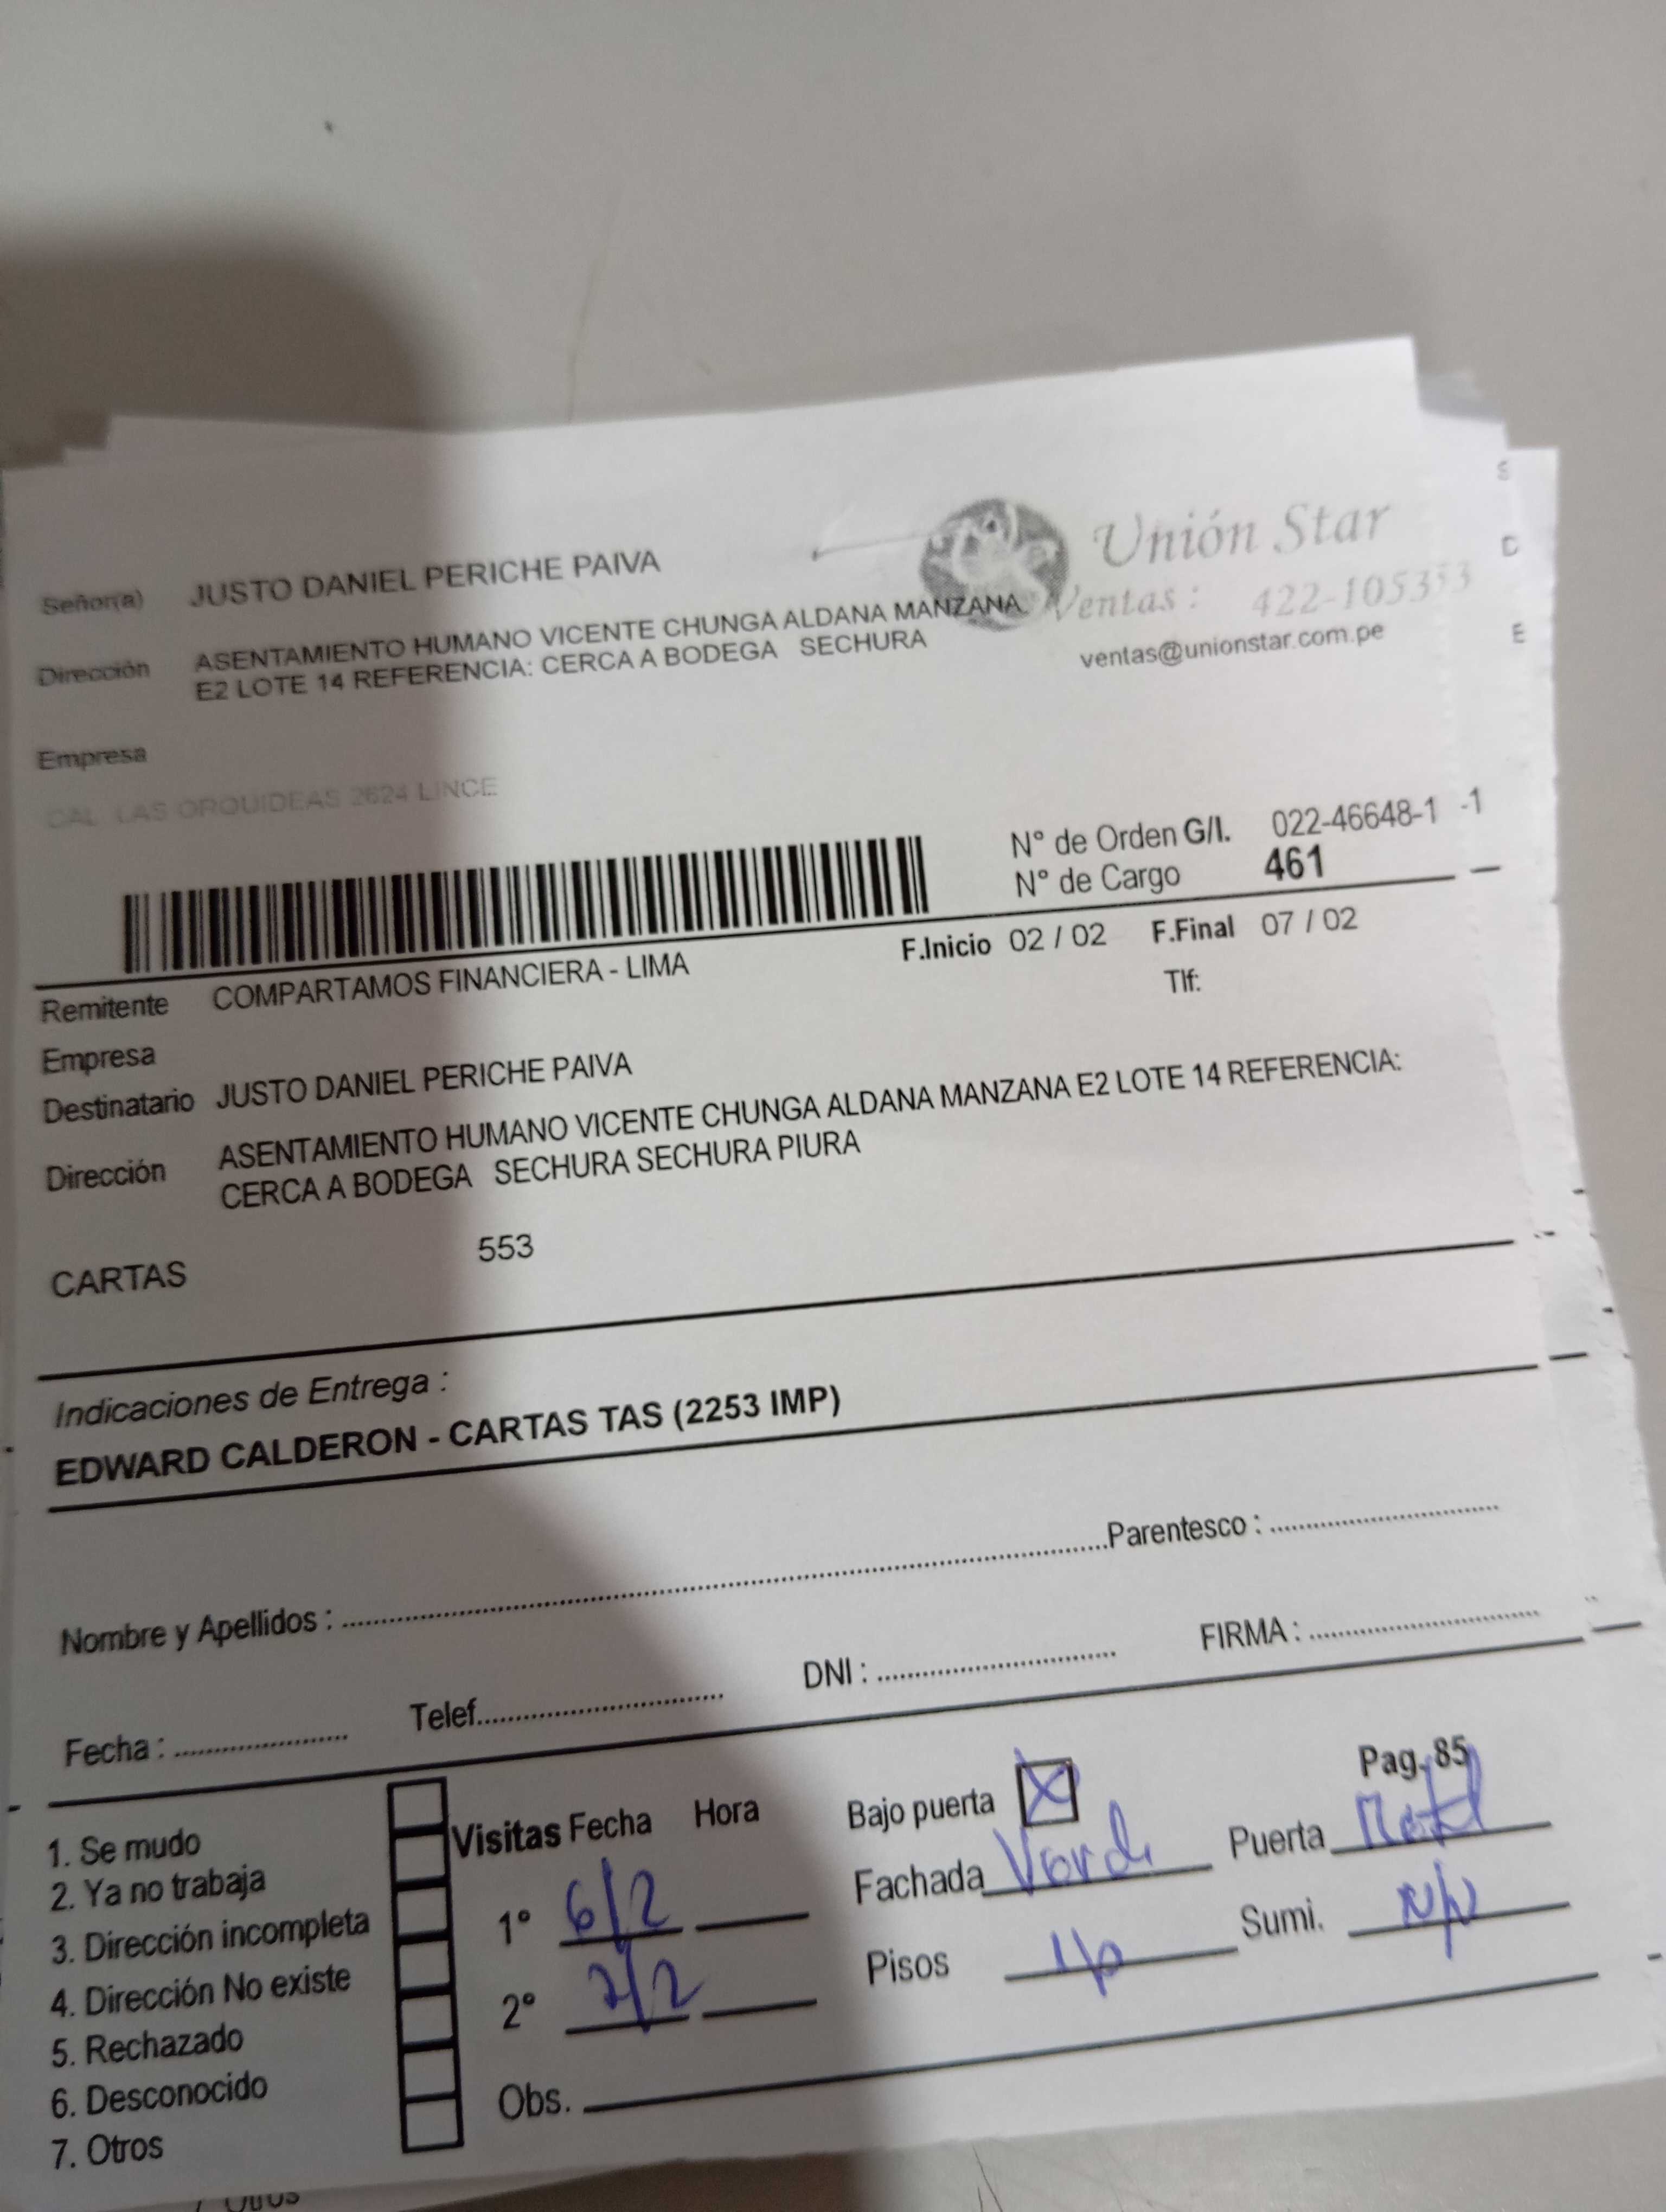 Señor(a) JUSTO DANIEL PERICHE PAIVA
Unión Star
Ventas : 422-105353
ventas@unionstar.com.pe
Dirección ASENTAMIENTO HUMANO VICENTE CHUNGA ALDANA MANZANA
E2 LOTE 14 REFERENCIA: CERCA A BODEGA SECHURA
Empresa
CAL LAS ORQUIDEAS 2624 LINCE
N° de Orden G/I. 022-46648-1 -1
N° de Cargo 461
F.Inicio 02 / 02 F.Final 07 / 02
Remitente COMPARTAMOS FINANCIERA - LIMA
Tlf:
Empresa
Destinatario JUSTO DANIEL PERICHE PAIVA
Dirección ASENTAMIENTO HUMANO VICENTE CHUNGA ALDANA MANZANA E2 LOTE 14 REFERENCIA:
CERCA A BODEGA SECHURA SECHURA PIURA
CARTAS 553
Indicaciones de Entrega :
EDWARD CALDERON - CARTAS TAS (2253 IMP)
Nombre y Apellidos : Parentesco :
Fecha : Telef. DNI : FIRMA :
Pag. 85
1. Se mudo
2. Ya no trabaja
3. Dirección incompleta
4. Dirección No existe
5. Rechazado
6. Desconocido
7. Otros
Visitas Fecha Hora
1° 6/2
2° 7/2
Obs.
Bajo puerta X
Fachada Verde Puerta Metal
Pisos Sumi. N/N
Otros